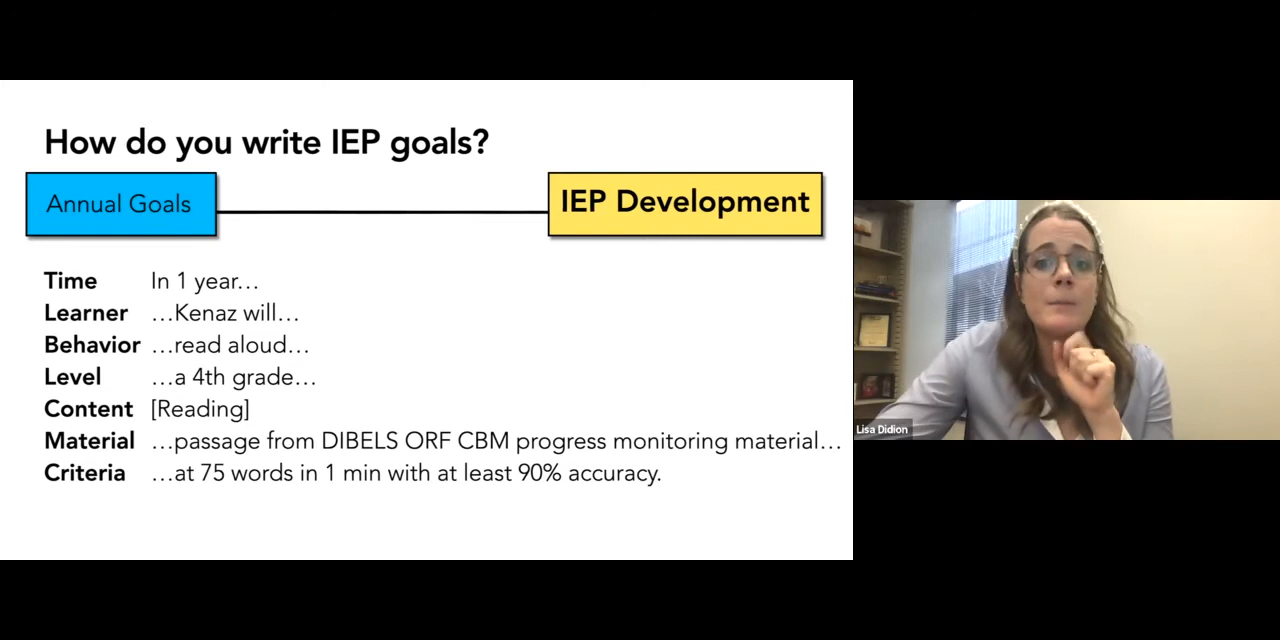 How do you write IEP goals?
Annual Goals
IEP Development
Time In 1 year…
Learner …Kenaz will…
Behavior …read aloud…
Level …a 4th grade…
Content [Reading]
Material …passage from DIBELS ORF CBM progress monitoring material…
Criteria …at 75 words in 1 min with at least 90% accuracy.
Lisa Didion